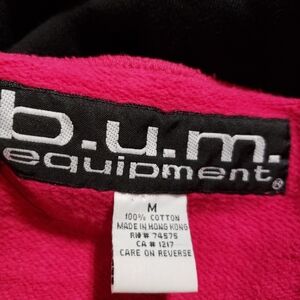 b.u.m.
equipment®
M
100% COTTON
MADE IN HONG KONG
RN# 74575
CA # 1217
CARE ON REVERSE